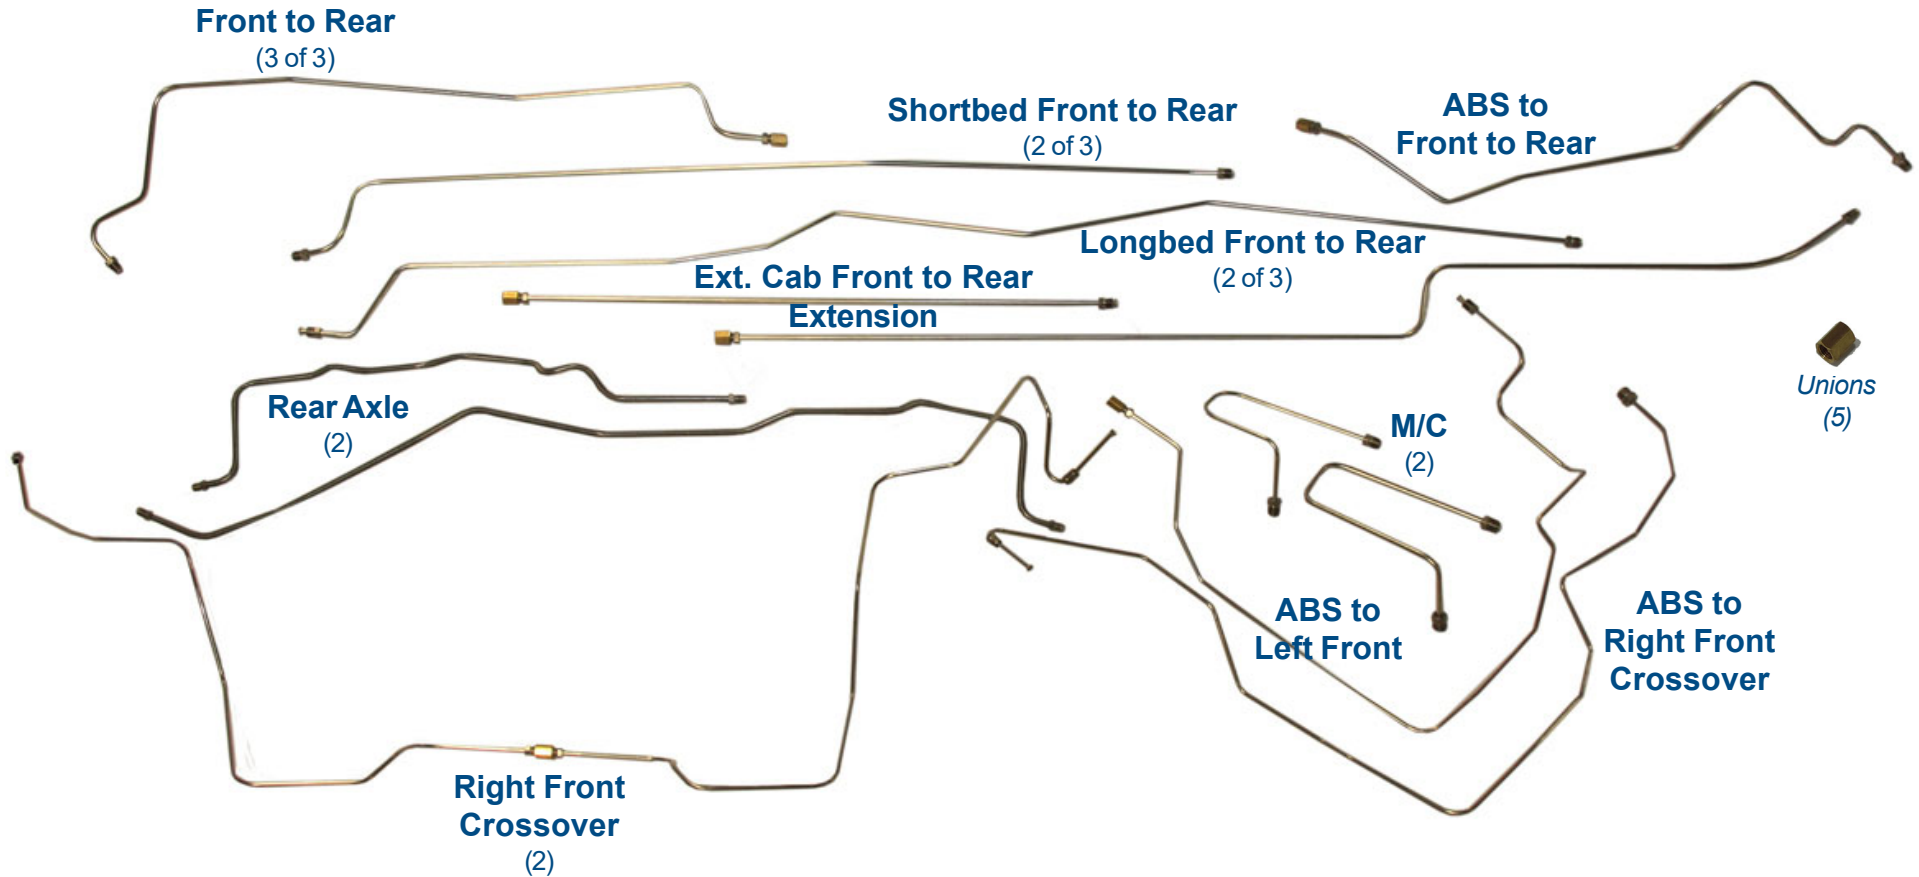 Front to Rear
(3 of 3)
Shortbed Front to Rear
(2 of 3)
ABS to
Front to Rear
Longbed Front to Rear
(2 of 3)
Ext. Cab Front to Rear
Extension
Unions
(5)
Rear Axle
(2)
M/C
(2)
ABS to
Left Front
ABS to
Right Front
Crossover
Right Front
Crossover
(2)